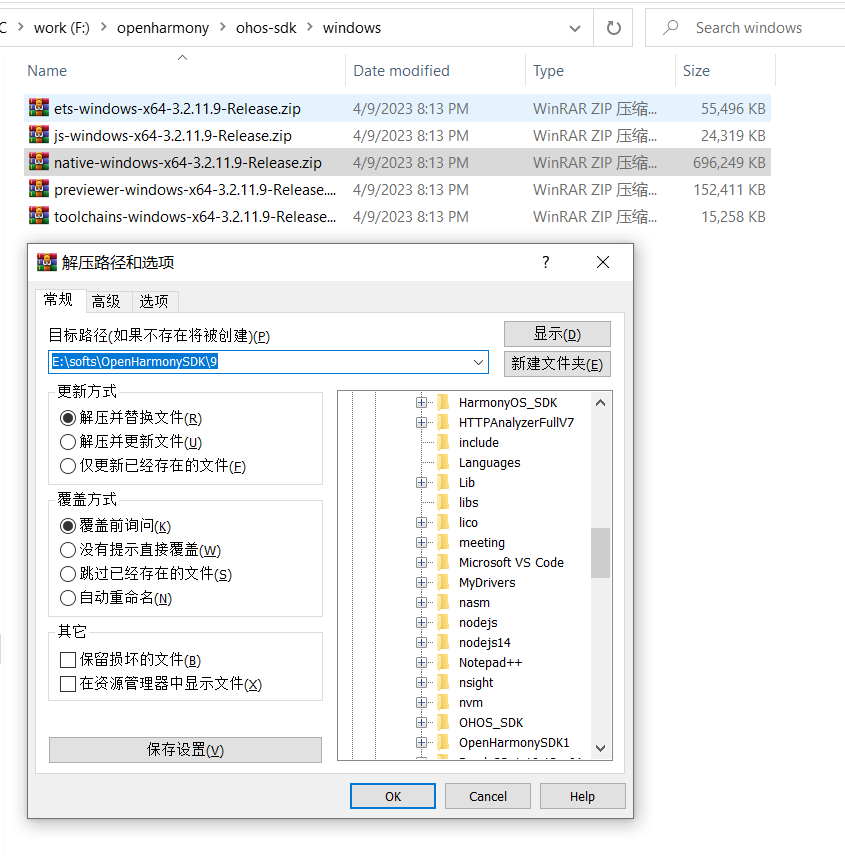 C > work (F:) > openharmony > ohos-sdk > windows
Search windows
Name Date modified Type Size
ets-windows-x64-3.2.11.9-Release.zip 4/9/2023 8:13 PM WinRAR ZIP 压缩... 55,496 KB
js-windows-x64-3.2.11.9-Release.zip 4/9/2023 8:13 PM WinRAR ZIP 压缩... 24,319 KB
native-windows-x64-3.2.11.9-Release.zip 4/9/2023 8:13 PM WinRAR ZIP 压缩... 696,249 KB
previewer-windows-x64-3.2.11.9-Release.... 4/9/2023 8:13 PM WinRAR ZIP 压缩... 152,411 KB
toolchains-windows-x64-3.2.11.9-Release... 4/9/2023 8:13 PM WinRAR ZIP 压缩... 15,258 KB
解压路径和选项 ?
常规 高级 选项
目标路径(如果不存在将被创建)(P)
显示(D)
E:\softs\OpenHarmonySDK\9
新建文件夹(E)
更新方式
解压并替换文件(R)
解压并更新文件(U)
仅更新已经存在的文件(F)
覆盖方式
覆盖前询问(K)
没有提示直接覆盖(W)
跳过已经存在的文件(S)
自动重命名(N)
其它
保留损坏的文件(B)
在资源管理器中显示文件(X)
保存设置(V)
HarmonyOS_SDK
HTTPAnalyzerFullV7
include
Languages
Lib
libs
lico
meeting
Microsoft VS Code
MyDrivers
nasm
nodejs
nodejs14
Notepad++
nsight
nvm
OHOS_SDK
OpenHarmonySDK1
OK Cancel Help